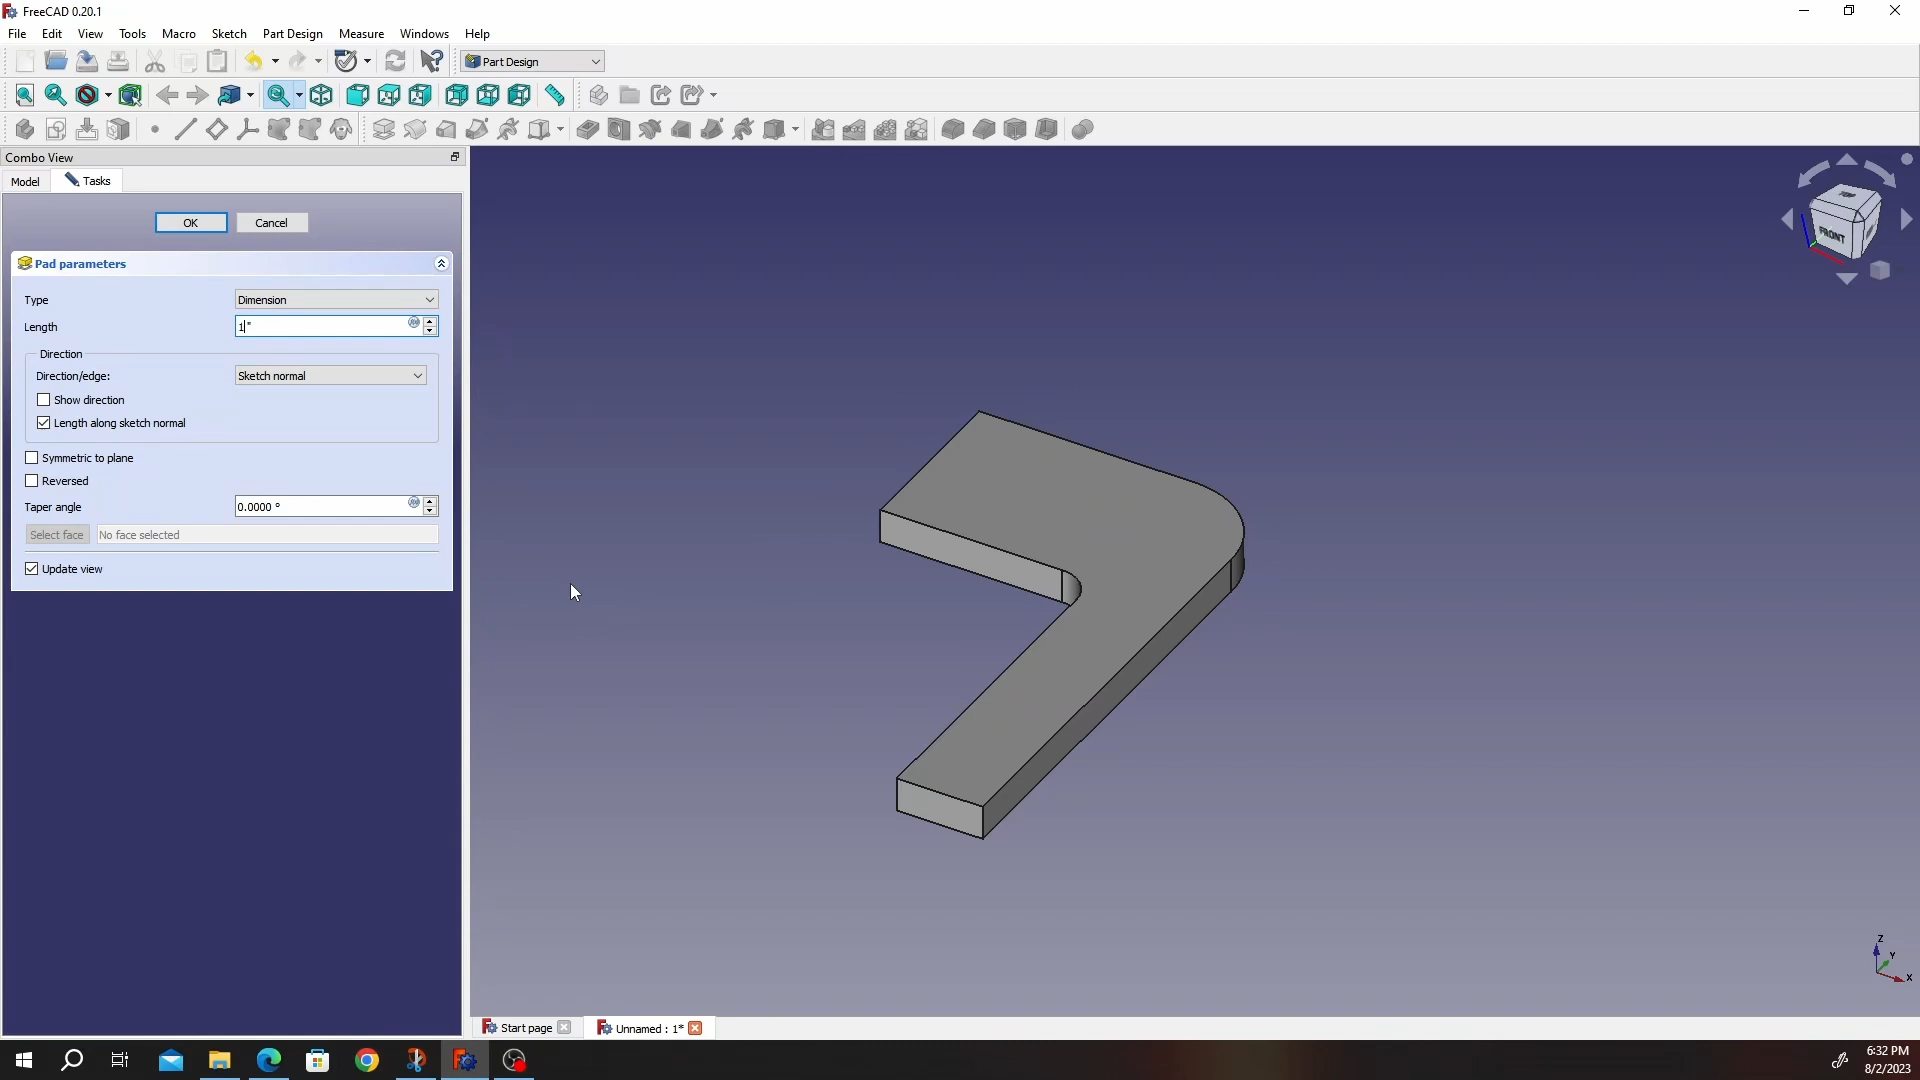 FreeCAD 0.20.1
File Edit View Tools Macro Sketch Part Design Measure Windows Help
Part Design
Combo View
Model Tasks
OK Cancel
Pad parameters
Type Dimension
Length 1"
Direction
Direction/edge: Sketch normal
Show direction
Length along sketch normal
Symmetric to plane
Reversed
Taper angle 0.0000 °
Select face No face selected
Update view
TOP
FRONT
Z
Y
X
Start page Unnamed : 1*
6:32 PM
8/2/2023